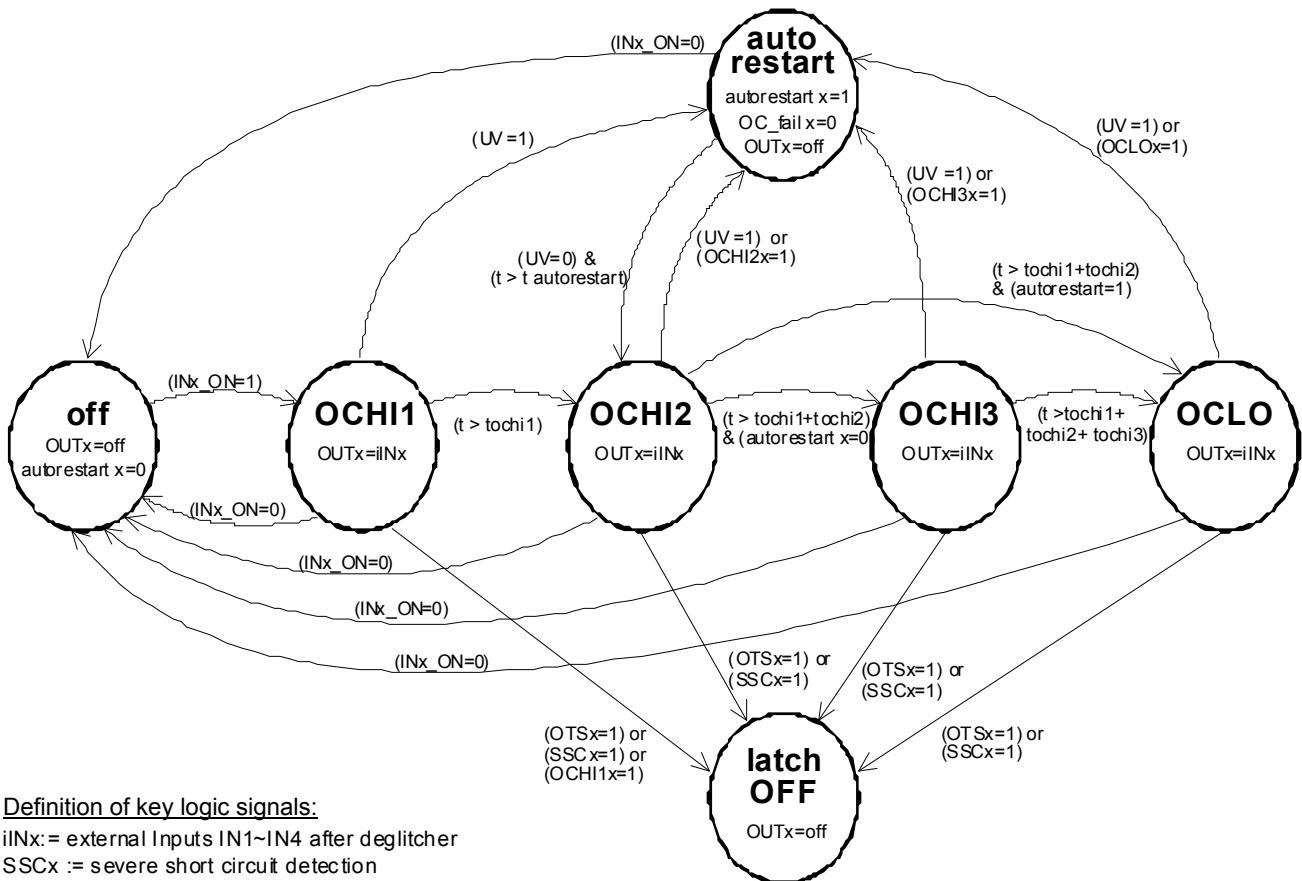 (INx_ON=0)
auto
restart
autorestart x=1
OC_fail x=0
OUTx=off
(UV =1)
(UV =1) or
(OCLOx=1)
(UV =1) or
(OCHI3x=1)
(UV=0) &
(t > t autorestart)
(UV =1) or
(OCHI2x=1)
(t > tochi1+tochi2)
& (autorestart=1)
off
OUTx=off
autorestart x=0
(INx_ON=1)
OCHI1
OUTx=iINx
(t > tochi1)
OCHI2
OUTx=iINx
(t > tochi1+tochi2)
& (autorestart x=0)
OCHI3
OUTx=iINx
(t >tochi1+
tochi2+ tochi3)
OCLO
OUTx=iINx
(INx_ON=0)
(INx_ON=0)
(INx_ON=0)
(INx_ON=0)
(OTSx=1) or
(SSCx=1) or
(OCHI1x=1)
(OTSx=1) or
(SSCx=1)
(OTSx=1) or
(SSCx=1)
(OTSx=1) or
(SSCx=1)
latch
OFF
OUTx=off
Definition of key logic signals:
iINx:= external Inputs IN1~IN4 after deglitcher
SSCx := severe short circuit detection